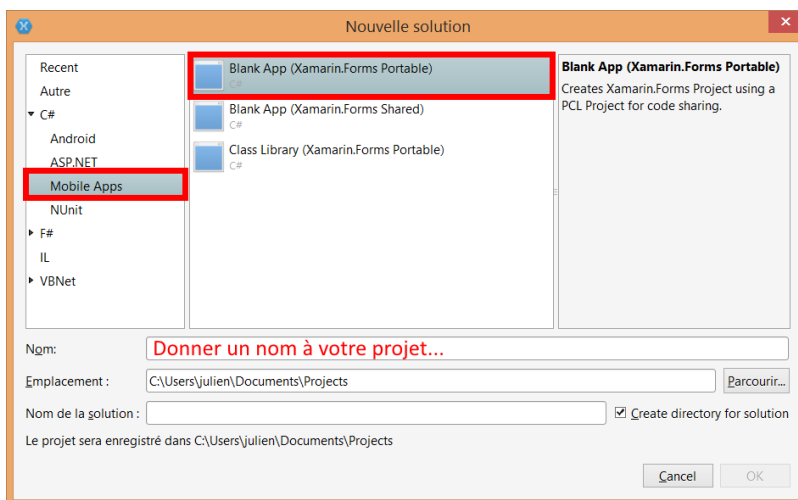 Nouvelle solution
Recent
Autre
C#
Android
ASP.NET
Mobile Apps
NUnit
F#
IL
VBNet
Blank App (Xamarin.Forms Portable)
C#
Blank App (Xamarin.Forms Shared)
C#
Class Library (Xamarin.Forms Portable)
C#
Blank App (Xamarin.Forms Portable)
Creates Xamarin.Forms Project using a
PCL Project for code sharing.
Nom: Donner un nom à votre projet...
Emplacement : C:\Users\julien\Documents\Projects Parcourir...
Nom de la solution : Create directory for solution
Le projet sera enregistré dans C:\Users\julien\Documents\Projects
Cancel OK